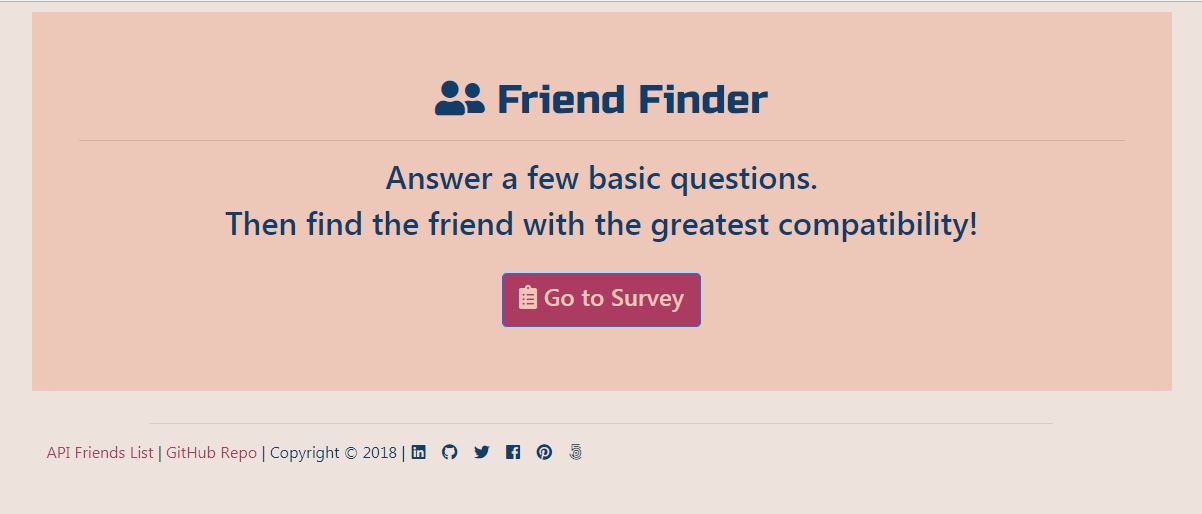 Friend Finder
Answer a few basic questions.
Then find the friend with the greatest compatibility!
Go to Survey
API Friends List | GitHub Repo | Copyright © 2018 |